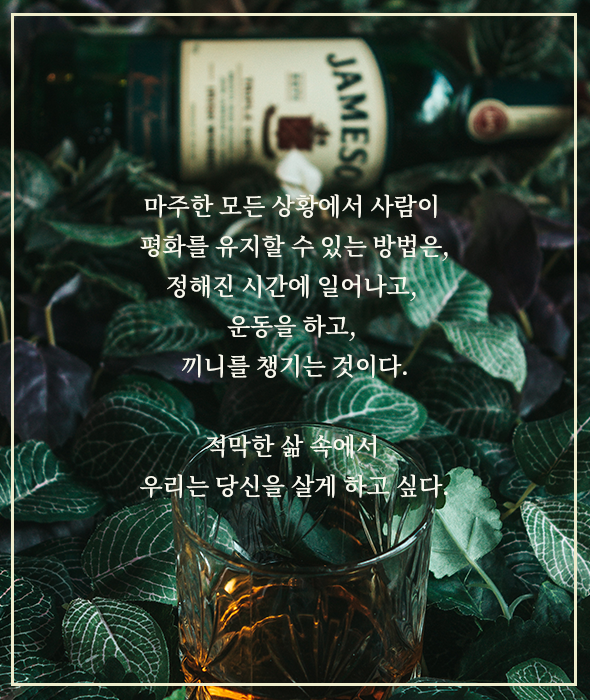 JAMESO
마주한 모든 상황에서 사람이
평화를 유지할 수 있는 방법은,
정해진 시간에 일어나고,
운동을 하고,
끼니를 챙기는 것이다.
적막한 삶 속에서
우리는 당신을 살게 하고 싶다.